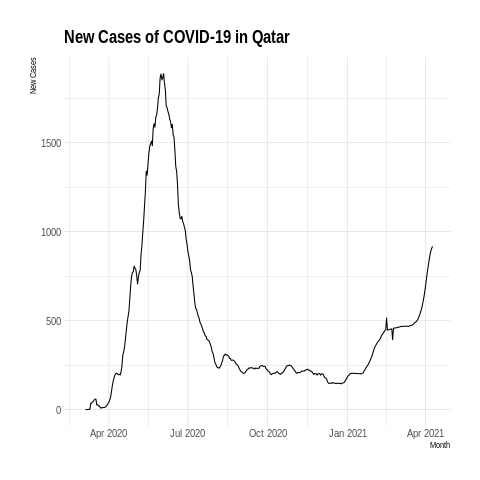 New Cases of COVID-19 in Qatar
New Cases
1500
1000
500
0
Apr 2020 Jul 2020 Oct 2020 Jan 2021 Apr 2021
Month